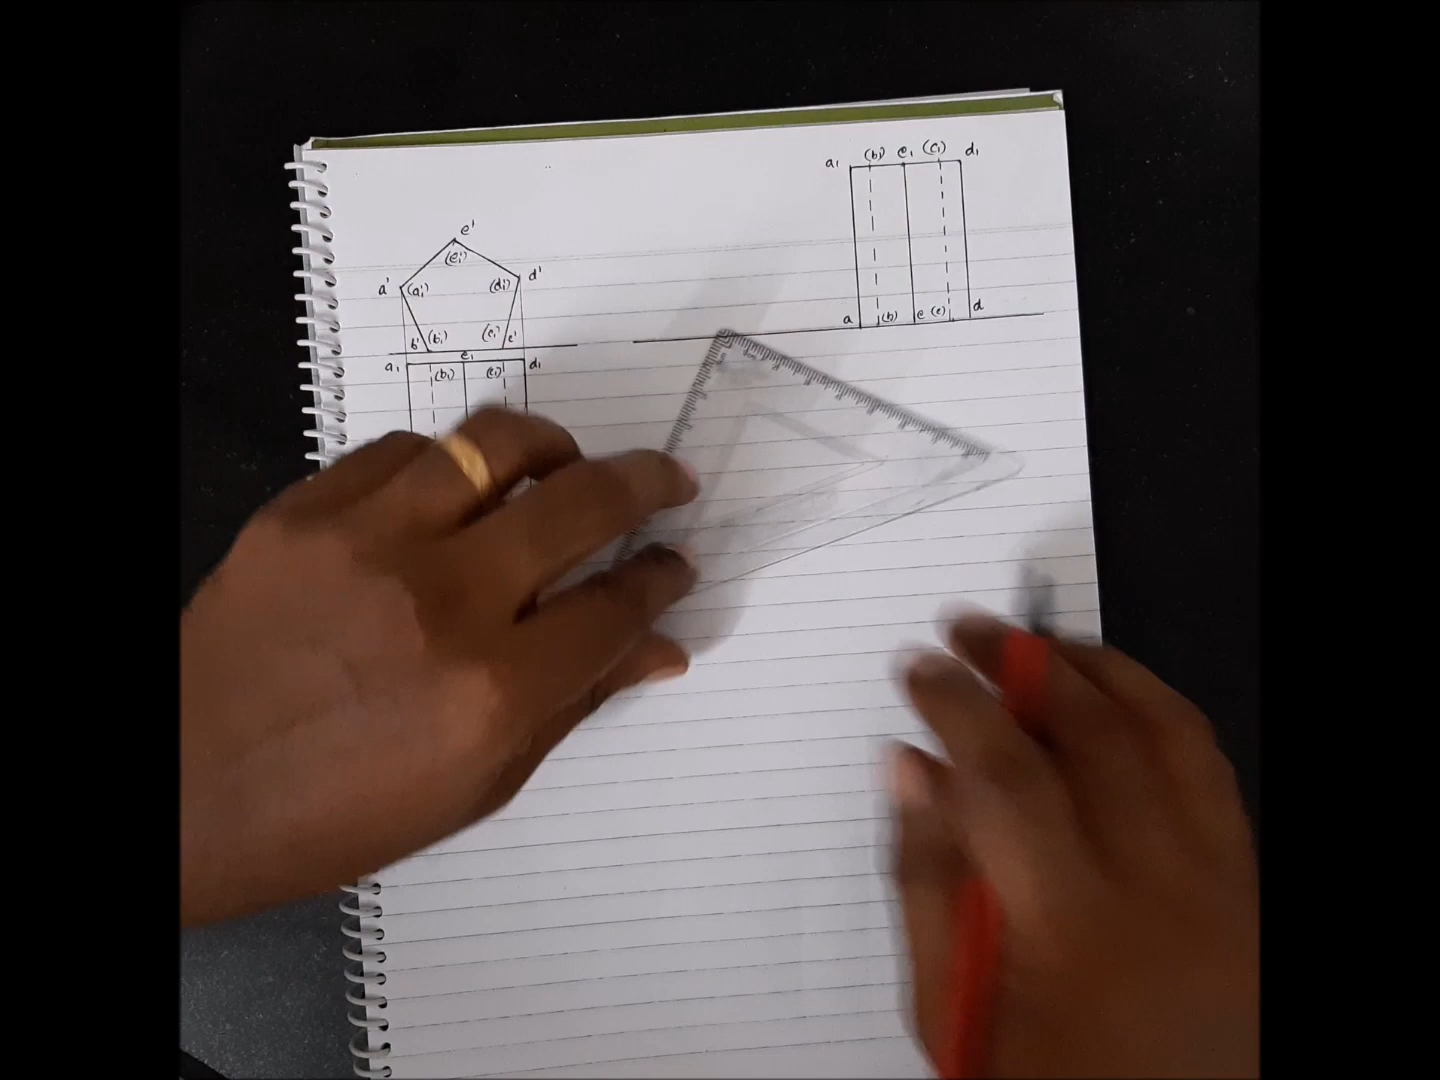 a₁ (b₁) e₁ (c₁) d₁
e'
(e₁')
a' (a₁') (d₁') d'
b' (b₁') (c₁') c'
a (b) e (c) d
a₁ (b₁) e₁ (c₁) d₁